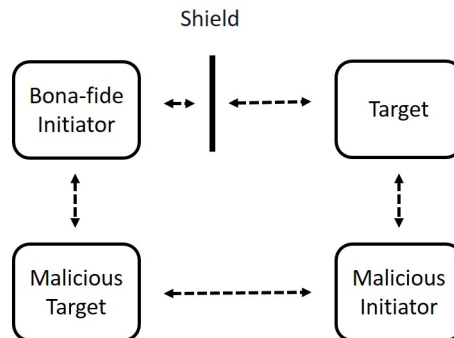 Shield
Bona-fide
Initiator
Target
Malicious
Target
Malicious
Initiator